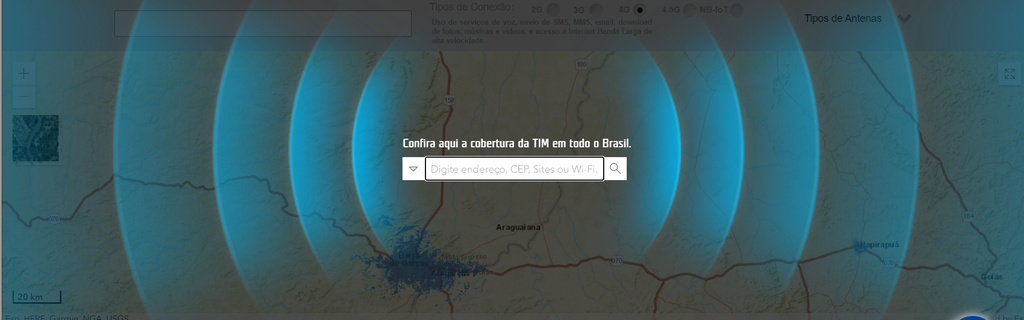 Tipos de Conexão
2G 3G 4G 4.5G NB-IoT
Tipos de Antenas
Uso de serviços de voz, envio de SMS, MMS, email, download
de fotos, músicas e vídeos, e acesso à Internet Banda Larga de
alta velocidade.
Confira aqui a cobertura da TIM em todo o Brasil.
Digite endereço, CEP, Sites ou Wi-Fi.
158
Araguaiana
Itapirapuã
070
Goiás
20 km
Esri, HERE, Garmin, NGA, USGS